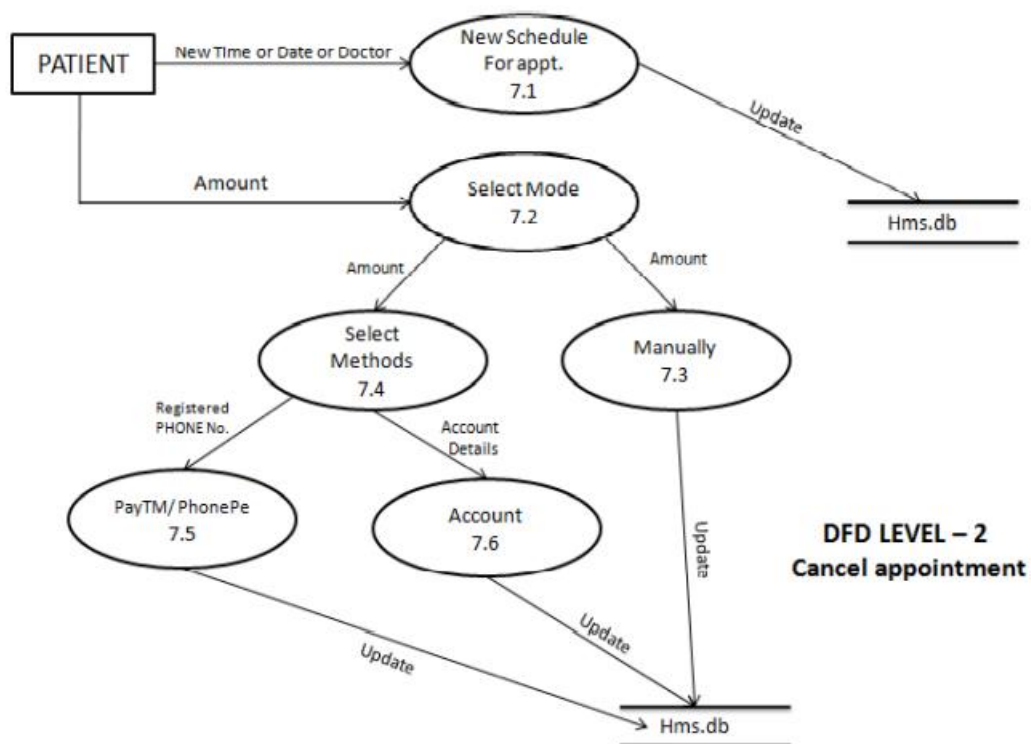 PATIENT
New Time or Date or Doctor
New Schedule
For appt.
7.1
Update
Amount
Select Mode
7.2
Hms.db
Amount
Amount
Select
Methods
7.4
Manually
7.3
Registered
PHONE No.
Account
Details
PayTM/PhonePe
7.5
Account
7.6
Update
DFD LEVEL – 2
Cancel appointment
Update
Update
Hms.db